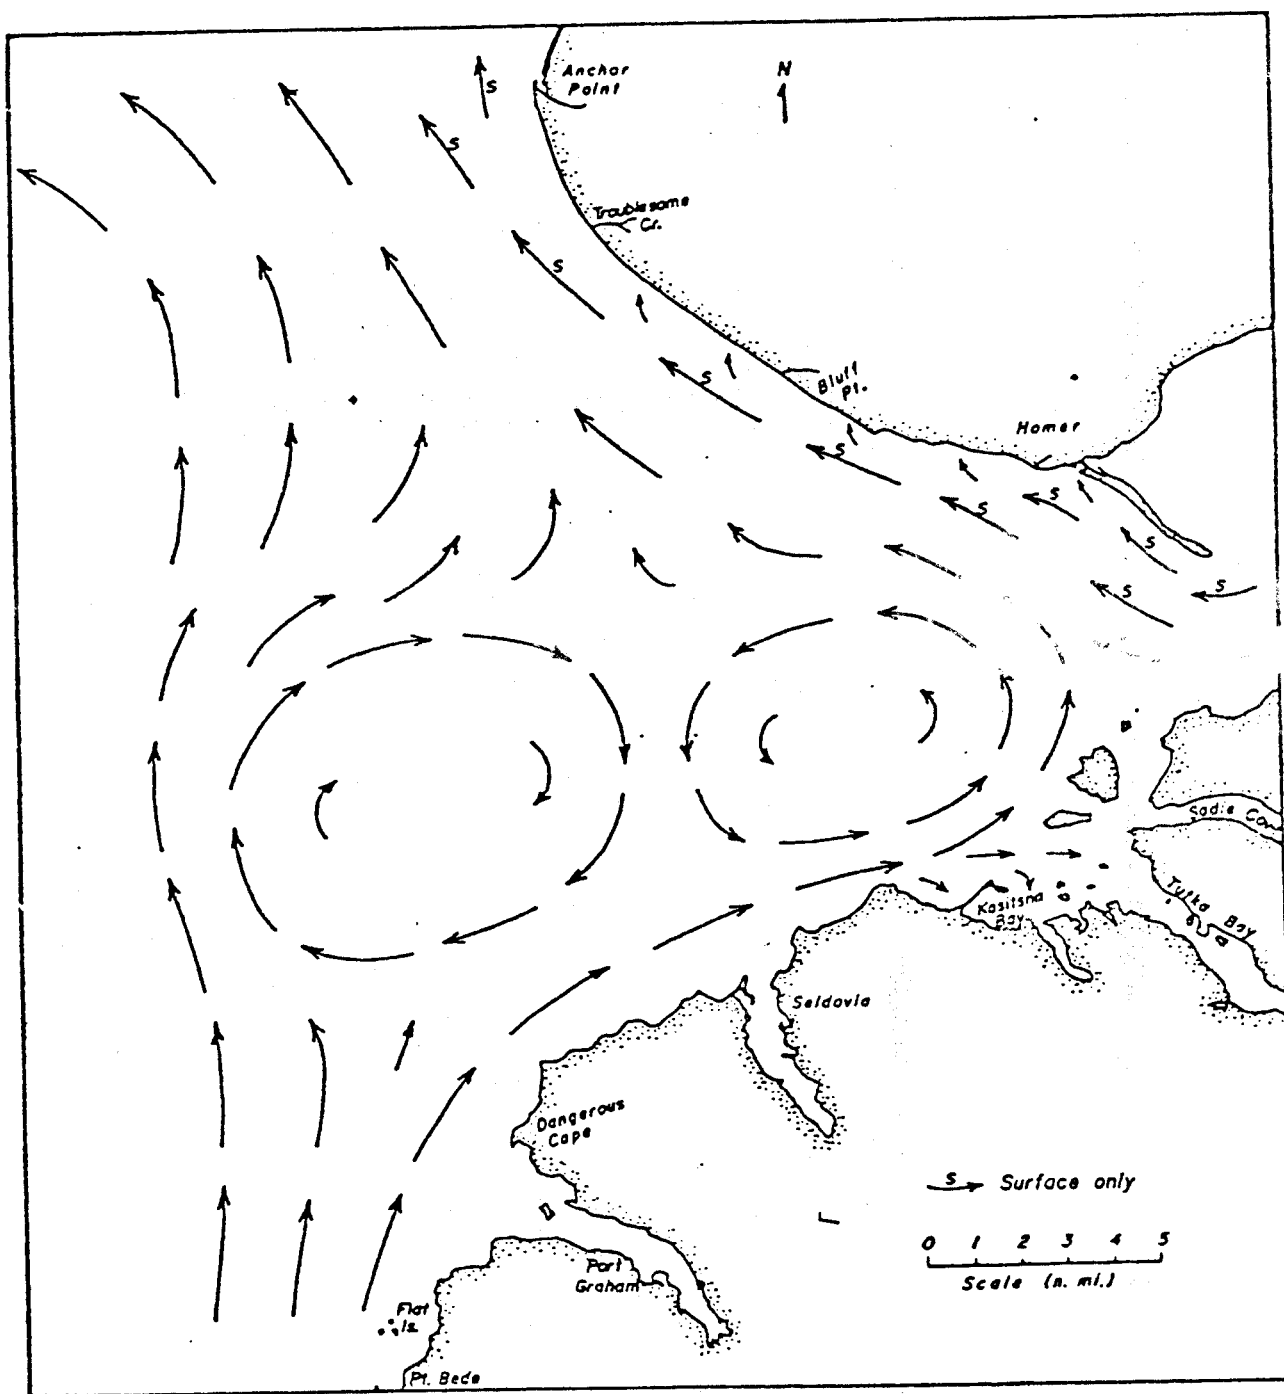 N
Anchor
Point
S
S
Troublesome
Cr.
S
S
Bluff
Pt.
Homer
S
S
S
S
S
S
Sadie
Tutka Bay
Kasitsna
Bay
Seldovia
Dangerous
Cape
S Surface only
0 1 2 3 4 5
Scale (n. mi.)
Port
Graham
Flat
Is.
Pt. Bede